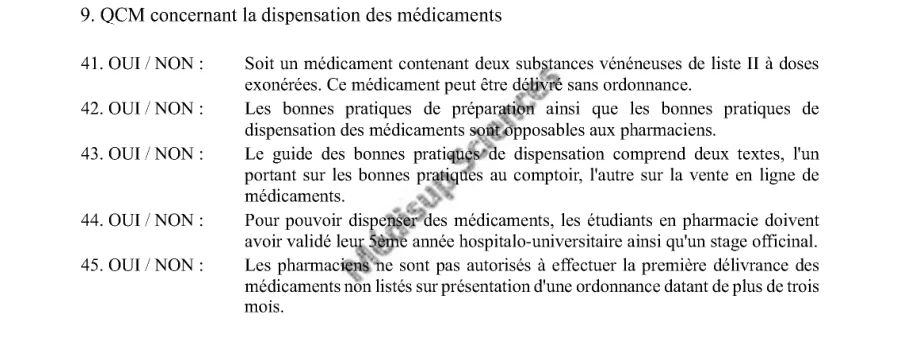 9. QCM concernant la dispensation des médicaments
41. OUI / NON : Soit un médicament contenant deux substances vénéneuses de liste II à doses
exonérées. Ce médicament peut être délivré sans ordonnance.
42. OUI / NON : Les bonnes pratiques de préparation ainsi que les bonnes pratiques de
dispensation des médicaments sont opposables aux pharmaciens.
43. OUI / NON : Le guide des bonnes pratiques de dispensation comprend deux textes, l'un
portant sur les bonnes pratiques au comptoir, l'autre sur la vente en ligne de
médicaments.
44. OUI / NON : Pour pouvoir dispenser des médicaments, les étudiants en pharmacie doivent
avoir validé leur 5ème année hospitalo-universitaire ainsi qu'un stage officinal.
45. OUI / NON : Les pharmaciens ne sont pas autorisés à effectuer la première délivrance des
médicaments non listés sur présentation d'une ordonnance datant de plus de trois
mois.
Médisup Sciences